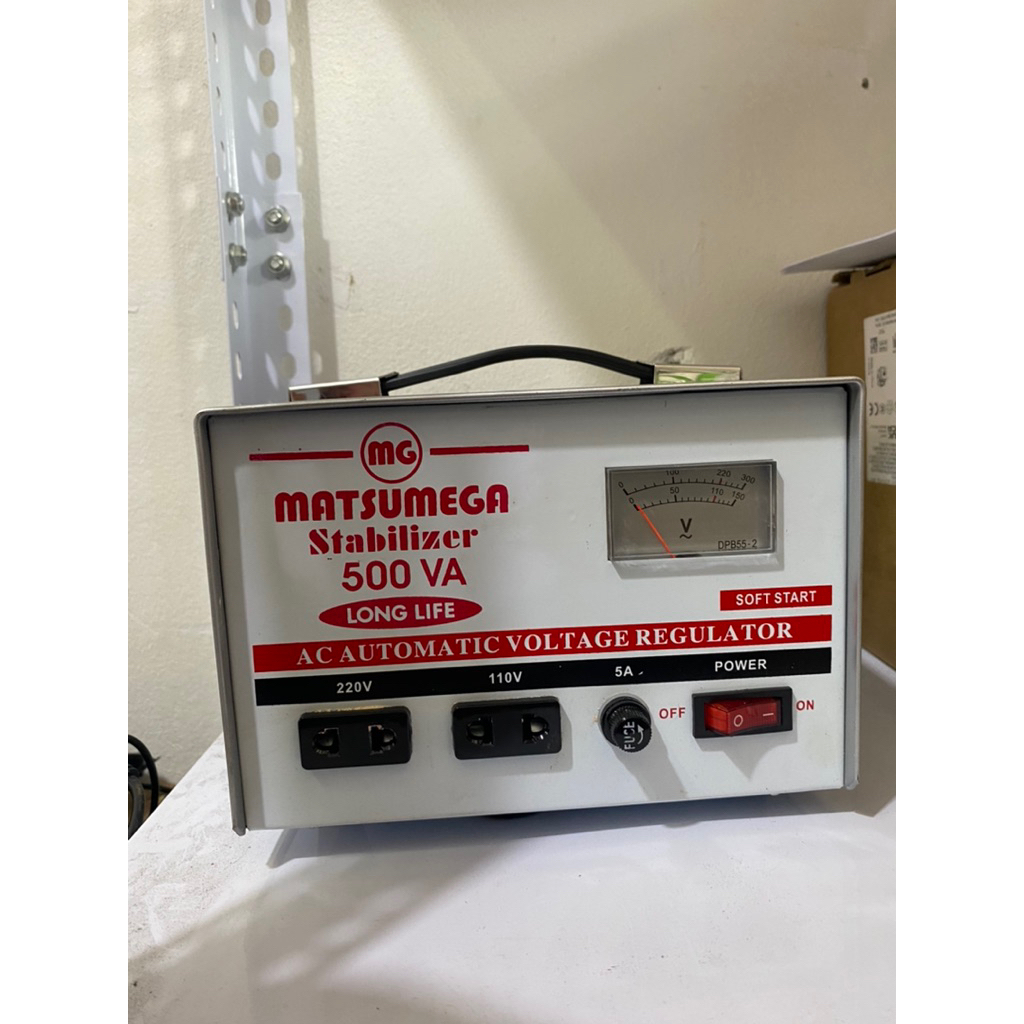 MG
MATSUMEGA
Stabilizer
500 VA
LONG LIFE
0 100 220 300
0 50 110 150
V
~
DPB55-2
SOFT START
AC AUTOMATIC VOLTAGE REGULATOR
220V 110V 5A POWER
OFF ON
FUSE